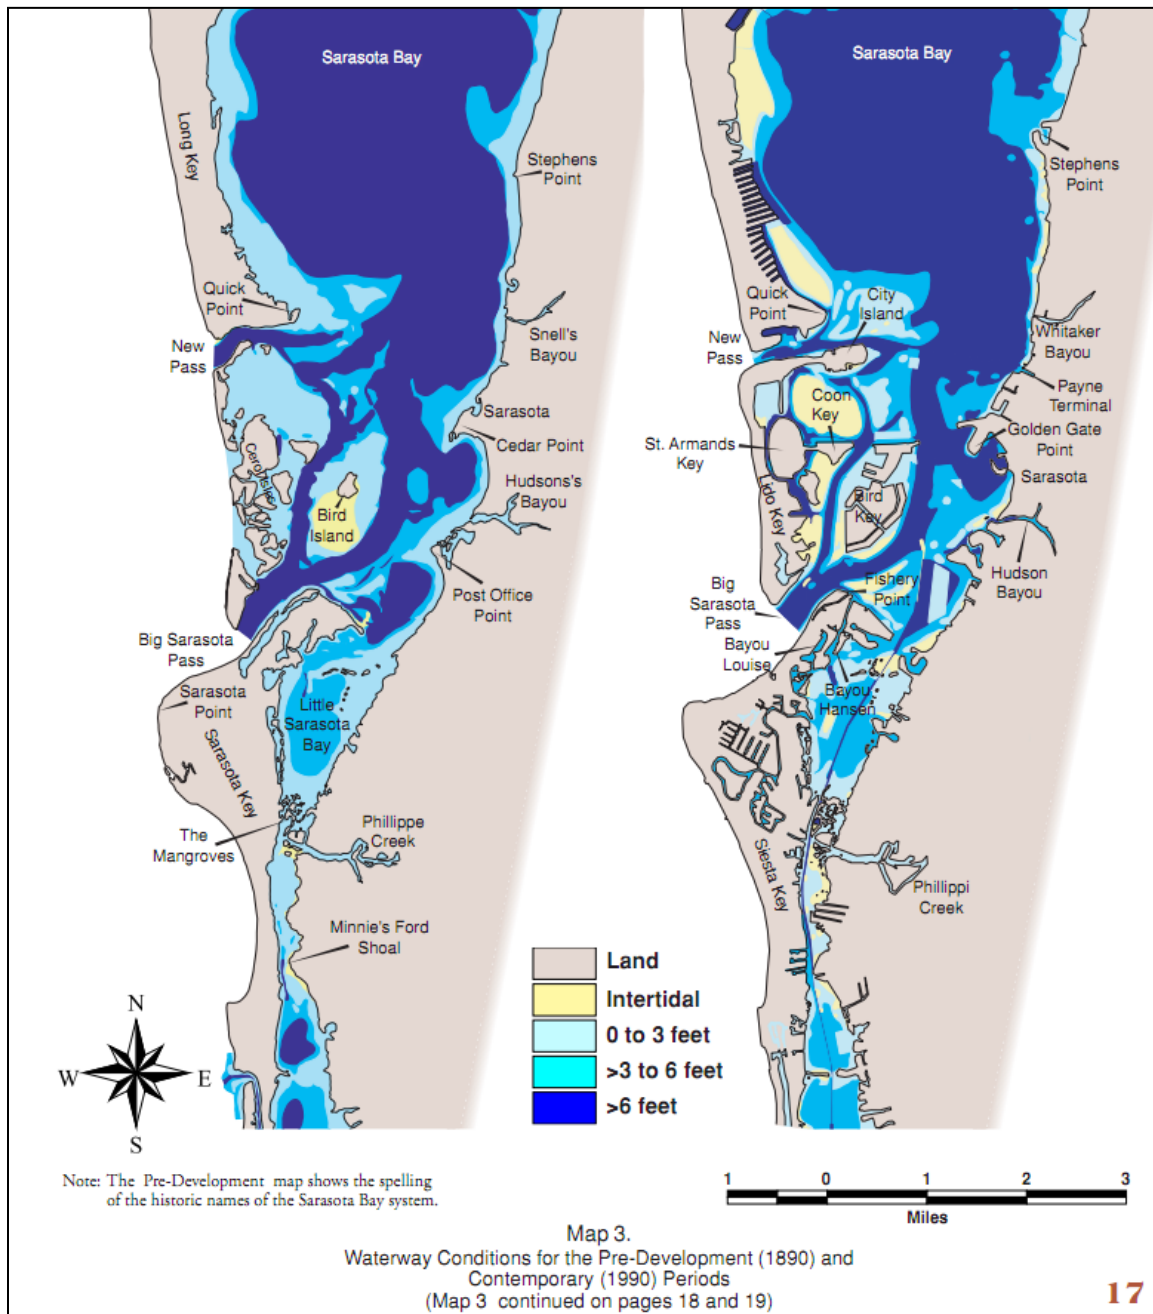 Sarasota Bay
Long Key
Stephens
Point
Quick
Point
New
Pass
Snell's
Bayou
Sarasota
Cedar Point
Hudsons's
Bayou
Bird
Island
Post Office
Point
Big Sarasota
Pass
Sarasota
Point
Little
Sarasota
Bay
Sarasota Key
The
Mangroves
Phillippe
Creek
Minnie's Ford
Shoal
Sarasota Bay
Stephens
Point
Quick
Point
City
Island
New
Pass
Whitaker
Bayou
Payne
Terminal
Coon
Key
Golden Gate
Point
St. Armands
Key
Sarasota
Lido Key
Bird
Key
Hudson
Bayou
Fishery
Point
Big
Sarasota
Pass
Bayou
Louise
Bayou
Hansen
Siesta Key
Phillippi
Creek
Land
Intertidal
0 to 3 feet
>3 to 6 feet
>6 feet
N
W E
S
Note: The Pre-Development map shows the spelling
of the historic names of the Sarasota Bay system.
1 0 1 2 3
Miles
Map 3.
Waterway Conditions for the Pre-Development (1890) and
Contemporary (1990) Periods
(Map 3 continued on pages 18 and 19)
17